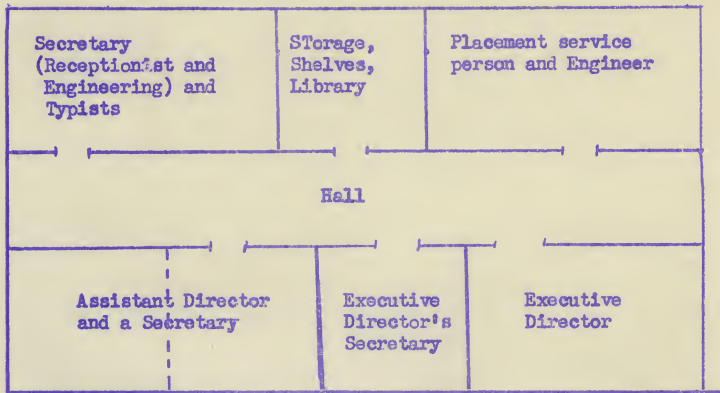 Secretary
(Receptionist and
Engineering) and
Typists
STorage,
Shelves,
Library
Placement service
person and Engineer
Hall
Assistant Director
and a Secretary
Executive
Director's
Secretary
Executive
Director